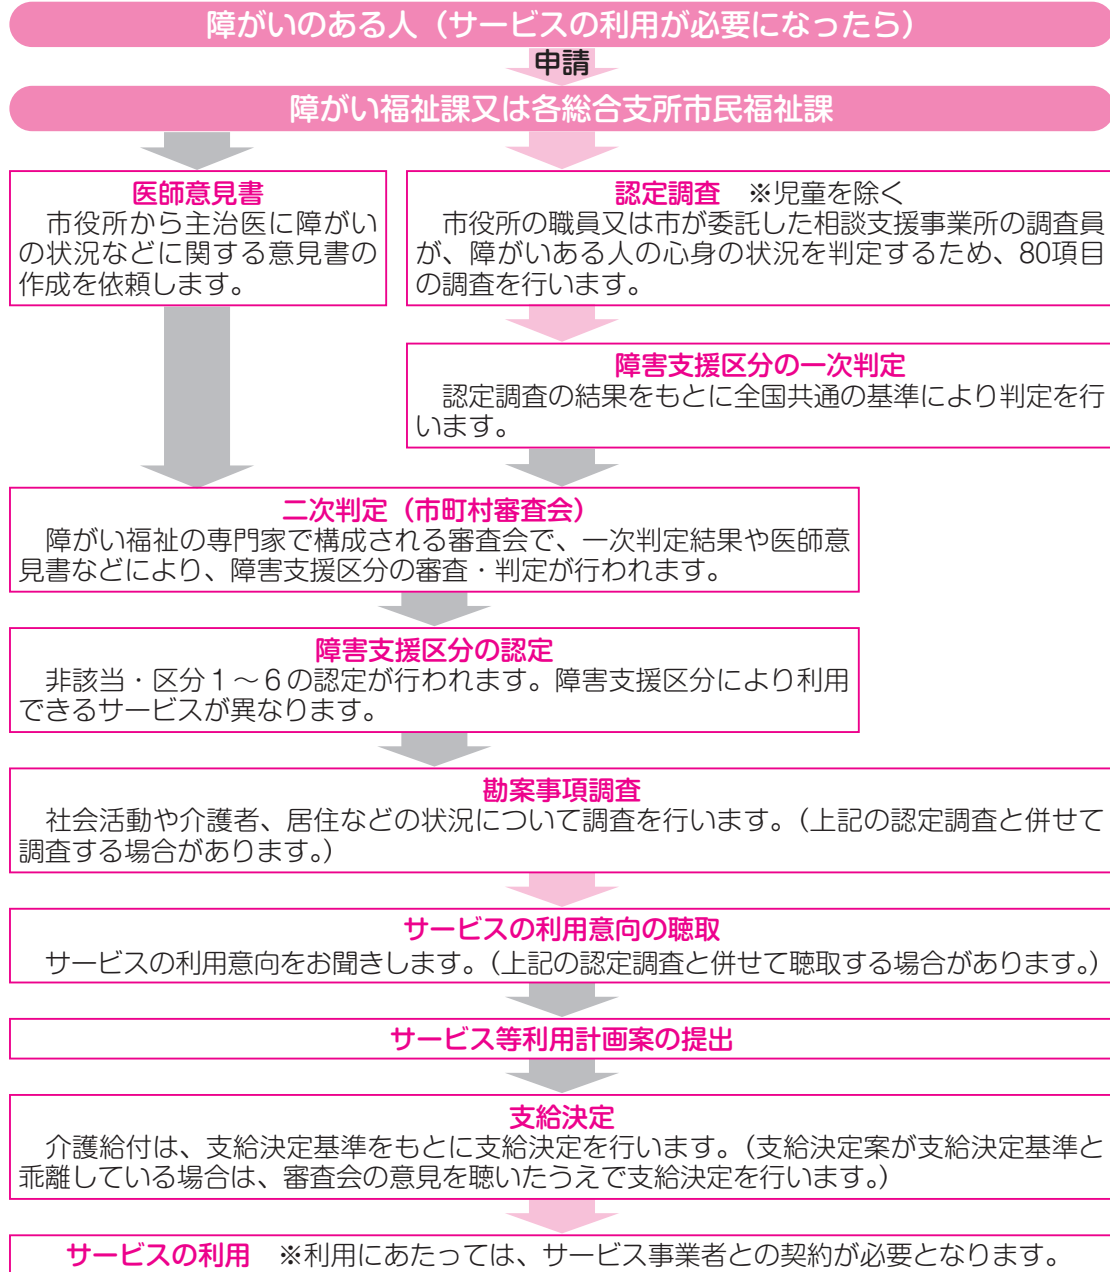 障がいのある人（サービスの利用が必要になったら）
申請
障がい福祉課又は各総合支所市民福祉課
医師意見書
市役所から主治医に障がい
の状況などに関する意見書の
作成を依頼します。
認定調査　※児童を除く
市役所の職員又は市が委託した相談支援事業所の調査員
が、障がいある人の心身の状況を判定するため、80項目
の調査を行います。
障害支援区分の一次判定
認定調査の結果をもとに全国共通の基準により判定を行
います。
二次判定（市町村審査会）
障がい福祉の専門家で構成される審査会で、一次判定結果や医師意
見書などにより、障害支援区分の審査・判定が行われます。
障害支援区分の認定
非該当・区分１～６の認定が行われます。障害支援区分により利用
できるサービスが異なります。
勘案事項調査
社会活動や介護者、居住などの状況について調査を行います。（上記の認定調査と併せて
調査する場合があります。）
サービスの利用意向の聴取
サービスの利用意向をお聞きします。（上記の認定調査と併せて聴取する場合があります。）
サービス等利用計画案の提出
支給決定
介護給付は、支給決定基準をもとに支給決定を行います。（支給決定案が支給決定基準と
乖離している場合は、審査会の意見を聴いたうえで支給決定を行います。）
サービスの利用　※利用にあたっては、サービス事業者との契約が必要となります。